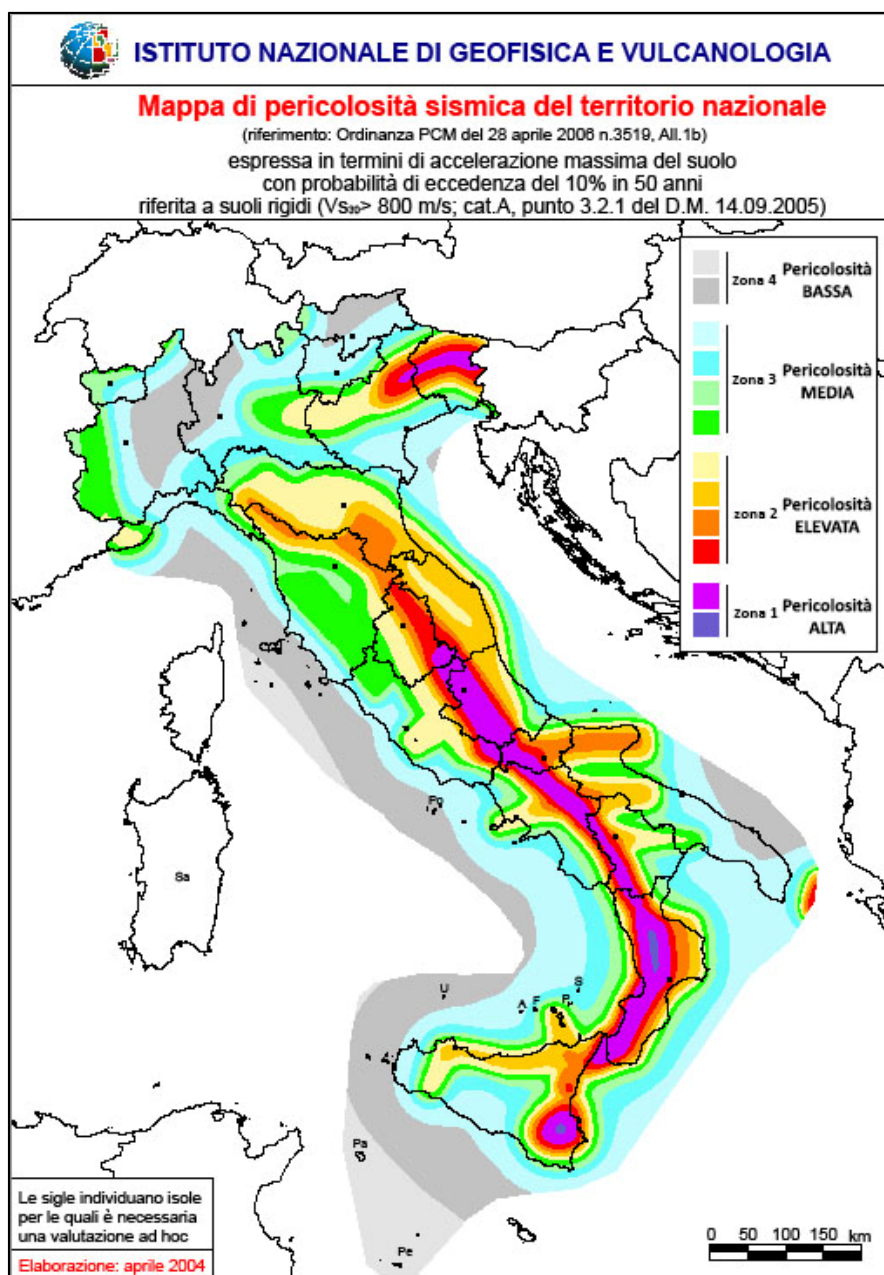 ISTITUTO NAZIONALE DI GEOFISICA E VULCANOLOGIA
Mappa di pericolosità sismica del territorio nazionale
(riferimento: Ordinanza PCM del 28 aprile 2006 n.3519, All.1b)
espressa in termini di accelerazione massima del suolo
con probabilità di eccedenza del 10% in 50 anni
riferita a suoli rigidi (Vs₃₀> 800 m/s; cat.A, punto 3.2.1 del D.M. 14.09.2005)
Zona 4 Pericolosità
BASSA
Zona 3 Pericolosità
MEDIA
zona 2 Pericolosità
ELEVATA
Zona 1 Pericolosità
ALTA
Po
Sa
U
A
F
P
S
Pa
Pe
Le sigle individuano isole
per le quali è necessaria
una valutazione ad hoc
Elaborazione: aprile 2004
0 50 100 150 km